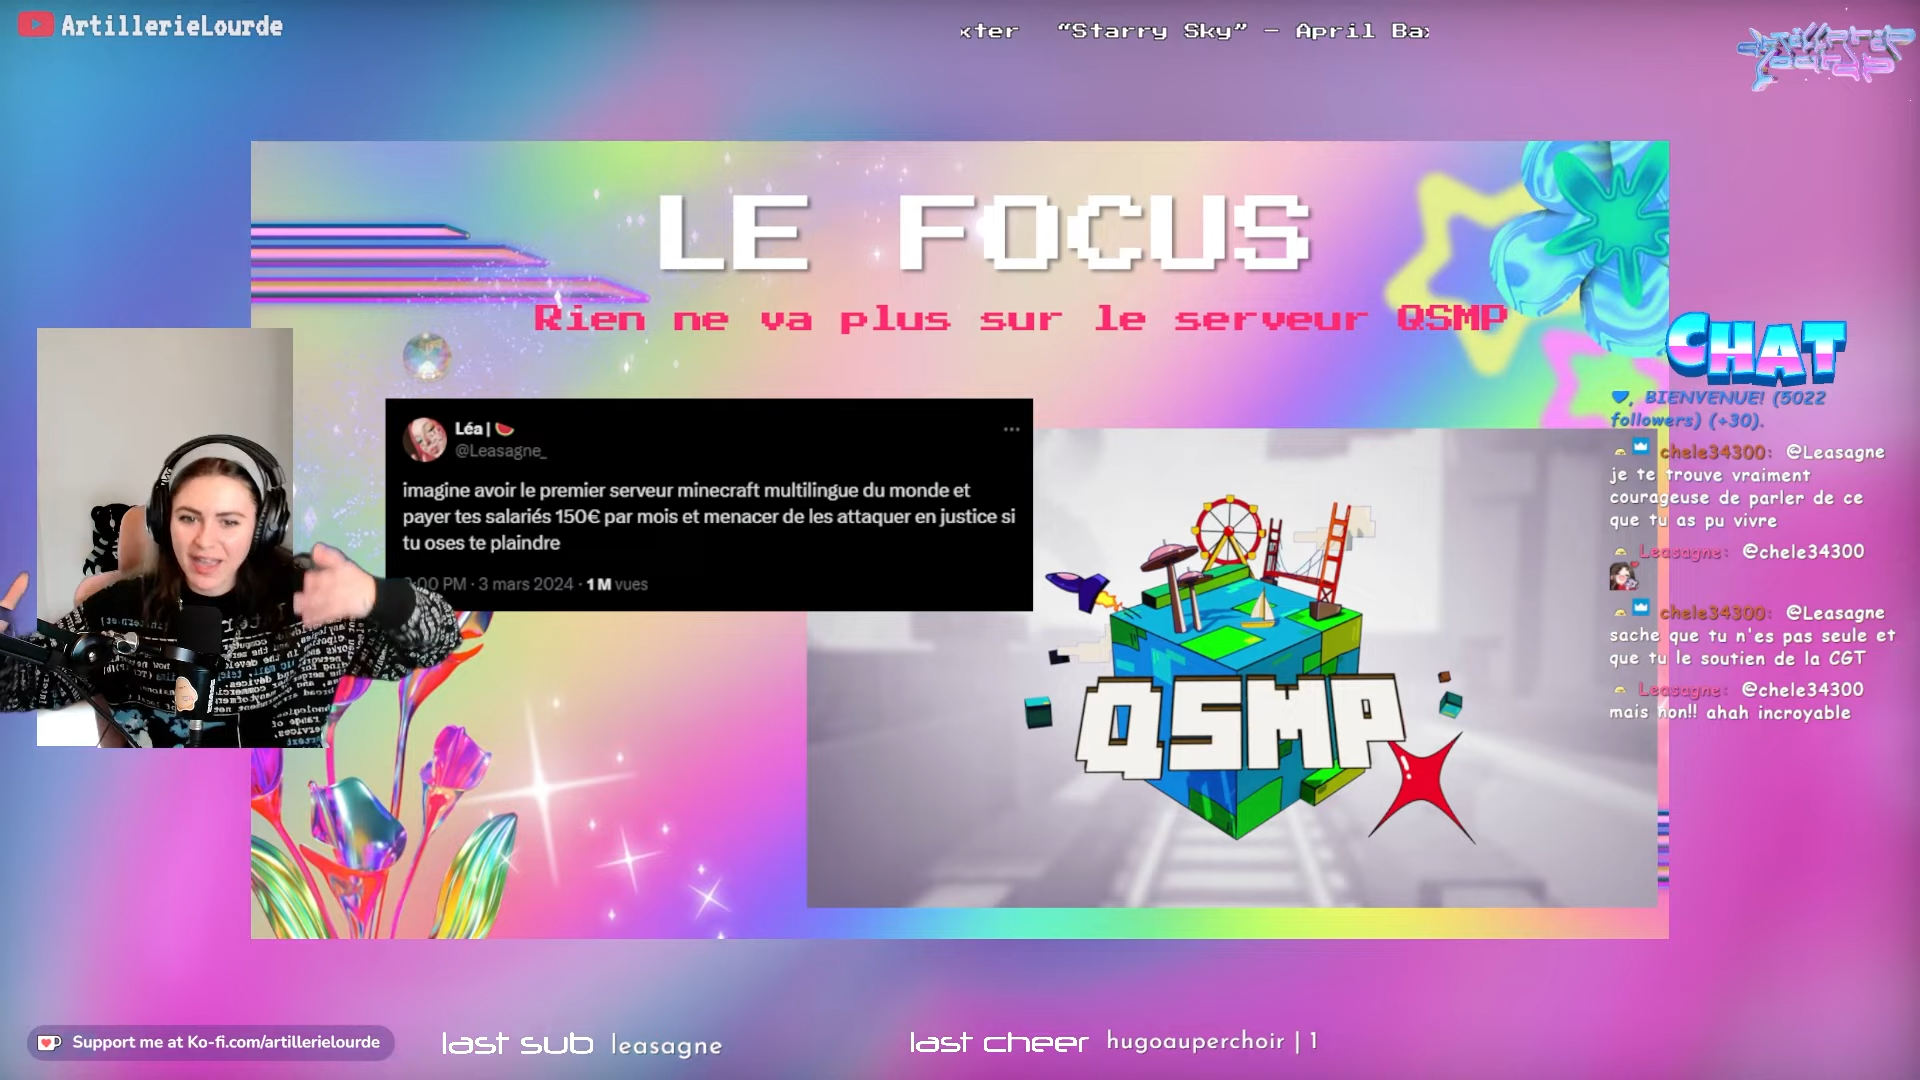 ArtillerieLourde
xter “Starry Sky” – April Bax
LE FOCUS
Rien ne va plus sur le serveur QSMP
Léa |
@Leasagne_
imagine avoir le premier serveur minecraft multilingue du monde et
payer tes salariés 150€ par mois et menacer de les attaquer en justice si
tu oses te plaindre
:00 PM · 3 mars 2024 · 1 M vues
QSMP
CHAT
, BIENVENUE! (5022
followers) (+30).
chele34300: @Leasagne
je te trouve vraiment
courageuse de parler de ce
que tu as pu vivre
Leasagne: @chele34300
chele34300: @Leasagne
sache que tu n'es pas seule et
que tu le soutien de la CGT
Leasagne: @chele34300
mais non!! ahah incroyable
Support me at Ko-fi.com/artillerielourde
last sub leasagne
last cheer hugoauperchoir | 1